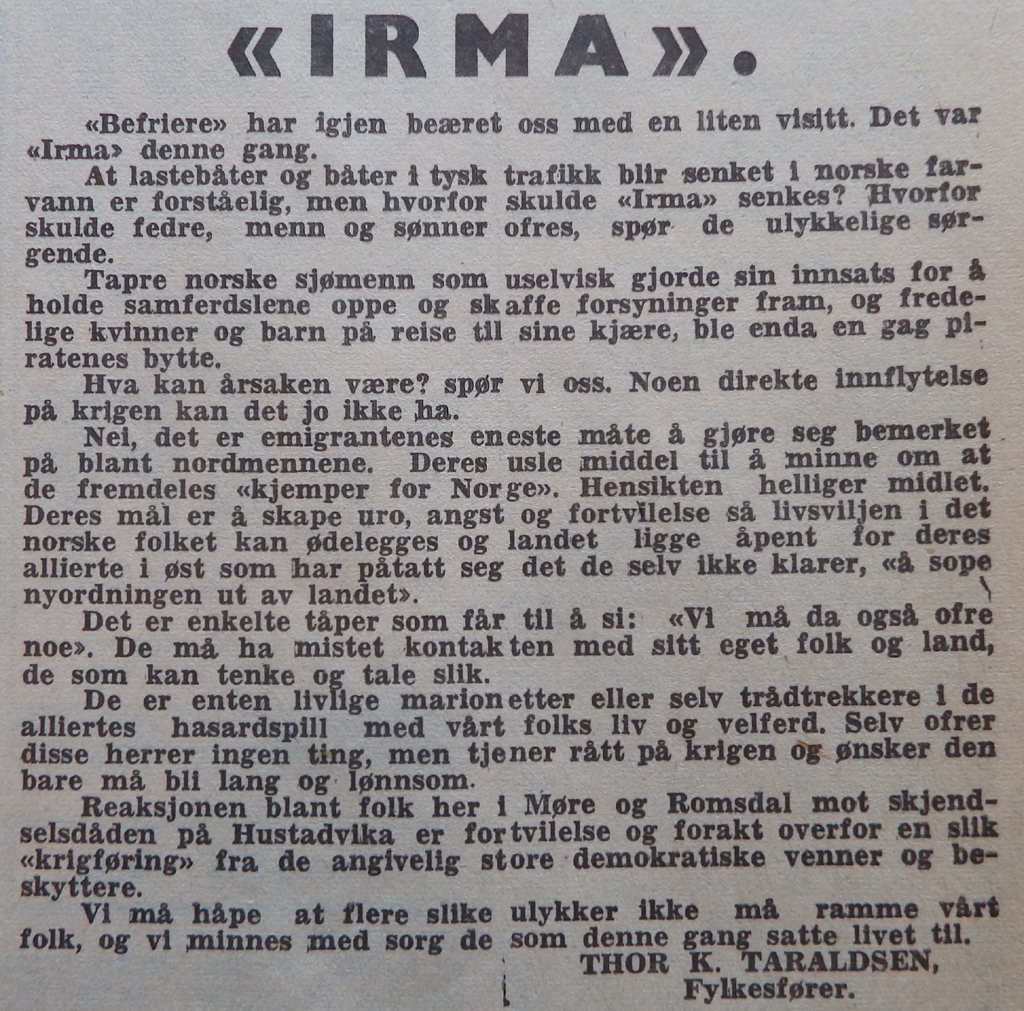 «IRMA».
«Befriere» har igjen beæret oss med en liten visitt. Det var
«Irma» denne gang.
At lastebåter og båter i tysk trafikk blir senket i norske far-
vann er forståelig, men hvorfor skulde «Irma» senkes? Hvorfor
skulde fedre, menn og sønner ofres, spør de ulykkelige sør-
gende.
Tapre norske sjømenn som uselvisk gjorde sin innsats for å
holde samferdslene oppe og skaffe forsyninger fram, og frede-
lige kvinner og barn på reise til sine kjære, ble enda en gag pi-
ratenes bytte.
Hva kan årsaken være? spør vi oss. Noen direkte innflytelse
på krigen kan det jo ikke ha.
Nei, det er emigrantenes eneste måte å gjøre seg bemerket
på blant nordmennene. Deres usle middel til å minne om at
de fremdeles «kjemper for Norge». Hensikten helliger midlet.
Deres mål er å skape uro, angst og fortvilelse så livsviljen i det
norske folket kan ødelegges og landet ligge åpent for deres
allierte i øst som har påtatt seg det de selv ikke klarer, «å sope
nyordningen ut av landet».
Det er enkelte tåper som får til å si: «Vi må da også ofre
noe». De må ha mistet kontakten med sitt eget folk og land,
de som kan tenke og tale slik.
De er enten livlige marionetter eller selv trådtrekkere i de
alliertes hasardspill med vårt folks liv og velferd. Selv ofrer
disse herrer ingen ting, men tjener rått på krigen og ønsker den
bare må bli lang og lønnsom.
Reaksjonen blant folk her i Møre og Romsdal mot skjend-
selsdåden på Hustadvika er fortvilelse og forakt overfor en slik
«krigføring» fra de angivelig store demokratiske venner og be-
skyttere.
Vi må håpe at flere slike ulykker ikke må ramme vårt
folk, og vi minnes med sorg de som denne gang satte livet til.
THOR K. TARALDSEN,
Fylkesfører.